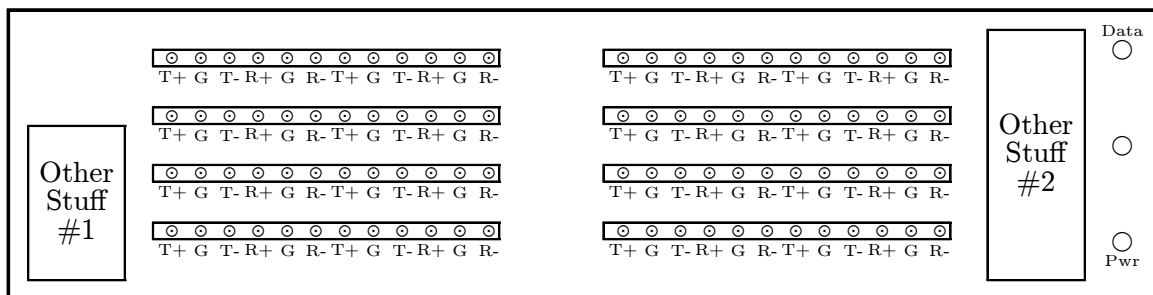 Data
T+ G T- R+ G R- T+ G T- R+ G R-
T+ G T- R+ G R- T+ G T- R+ G R-
T+ G T- R+ G R- T+ G T- R+ G R-
T+ G T- R+ G R- T+ G T- R+ G R-
Other
Stuff
#2
Other
Stuff
#1
T+ G T- R+ G R- T+ G T- R+ G R-
T+ G T- R+ G R- T+ G T- R+ G R-
T+ G T- R+ G R- T+ G T- R+ G R-
T+ G T- R+ G R- T+ G T- R+ G R-
Pwr